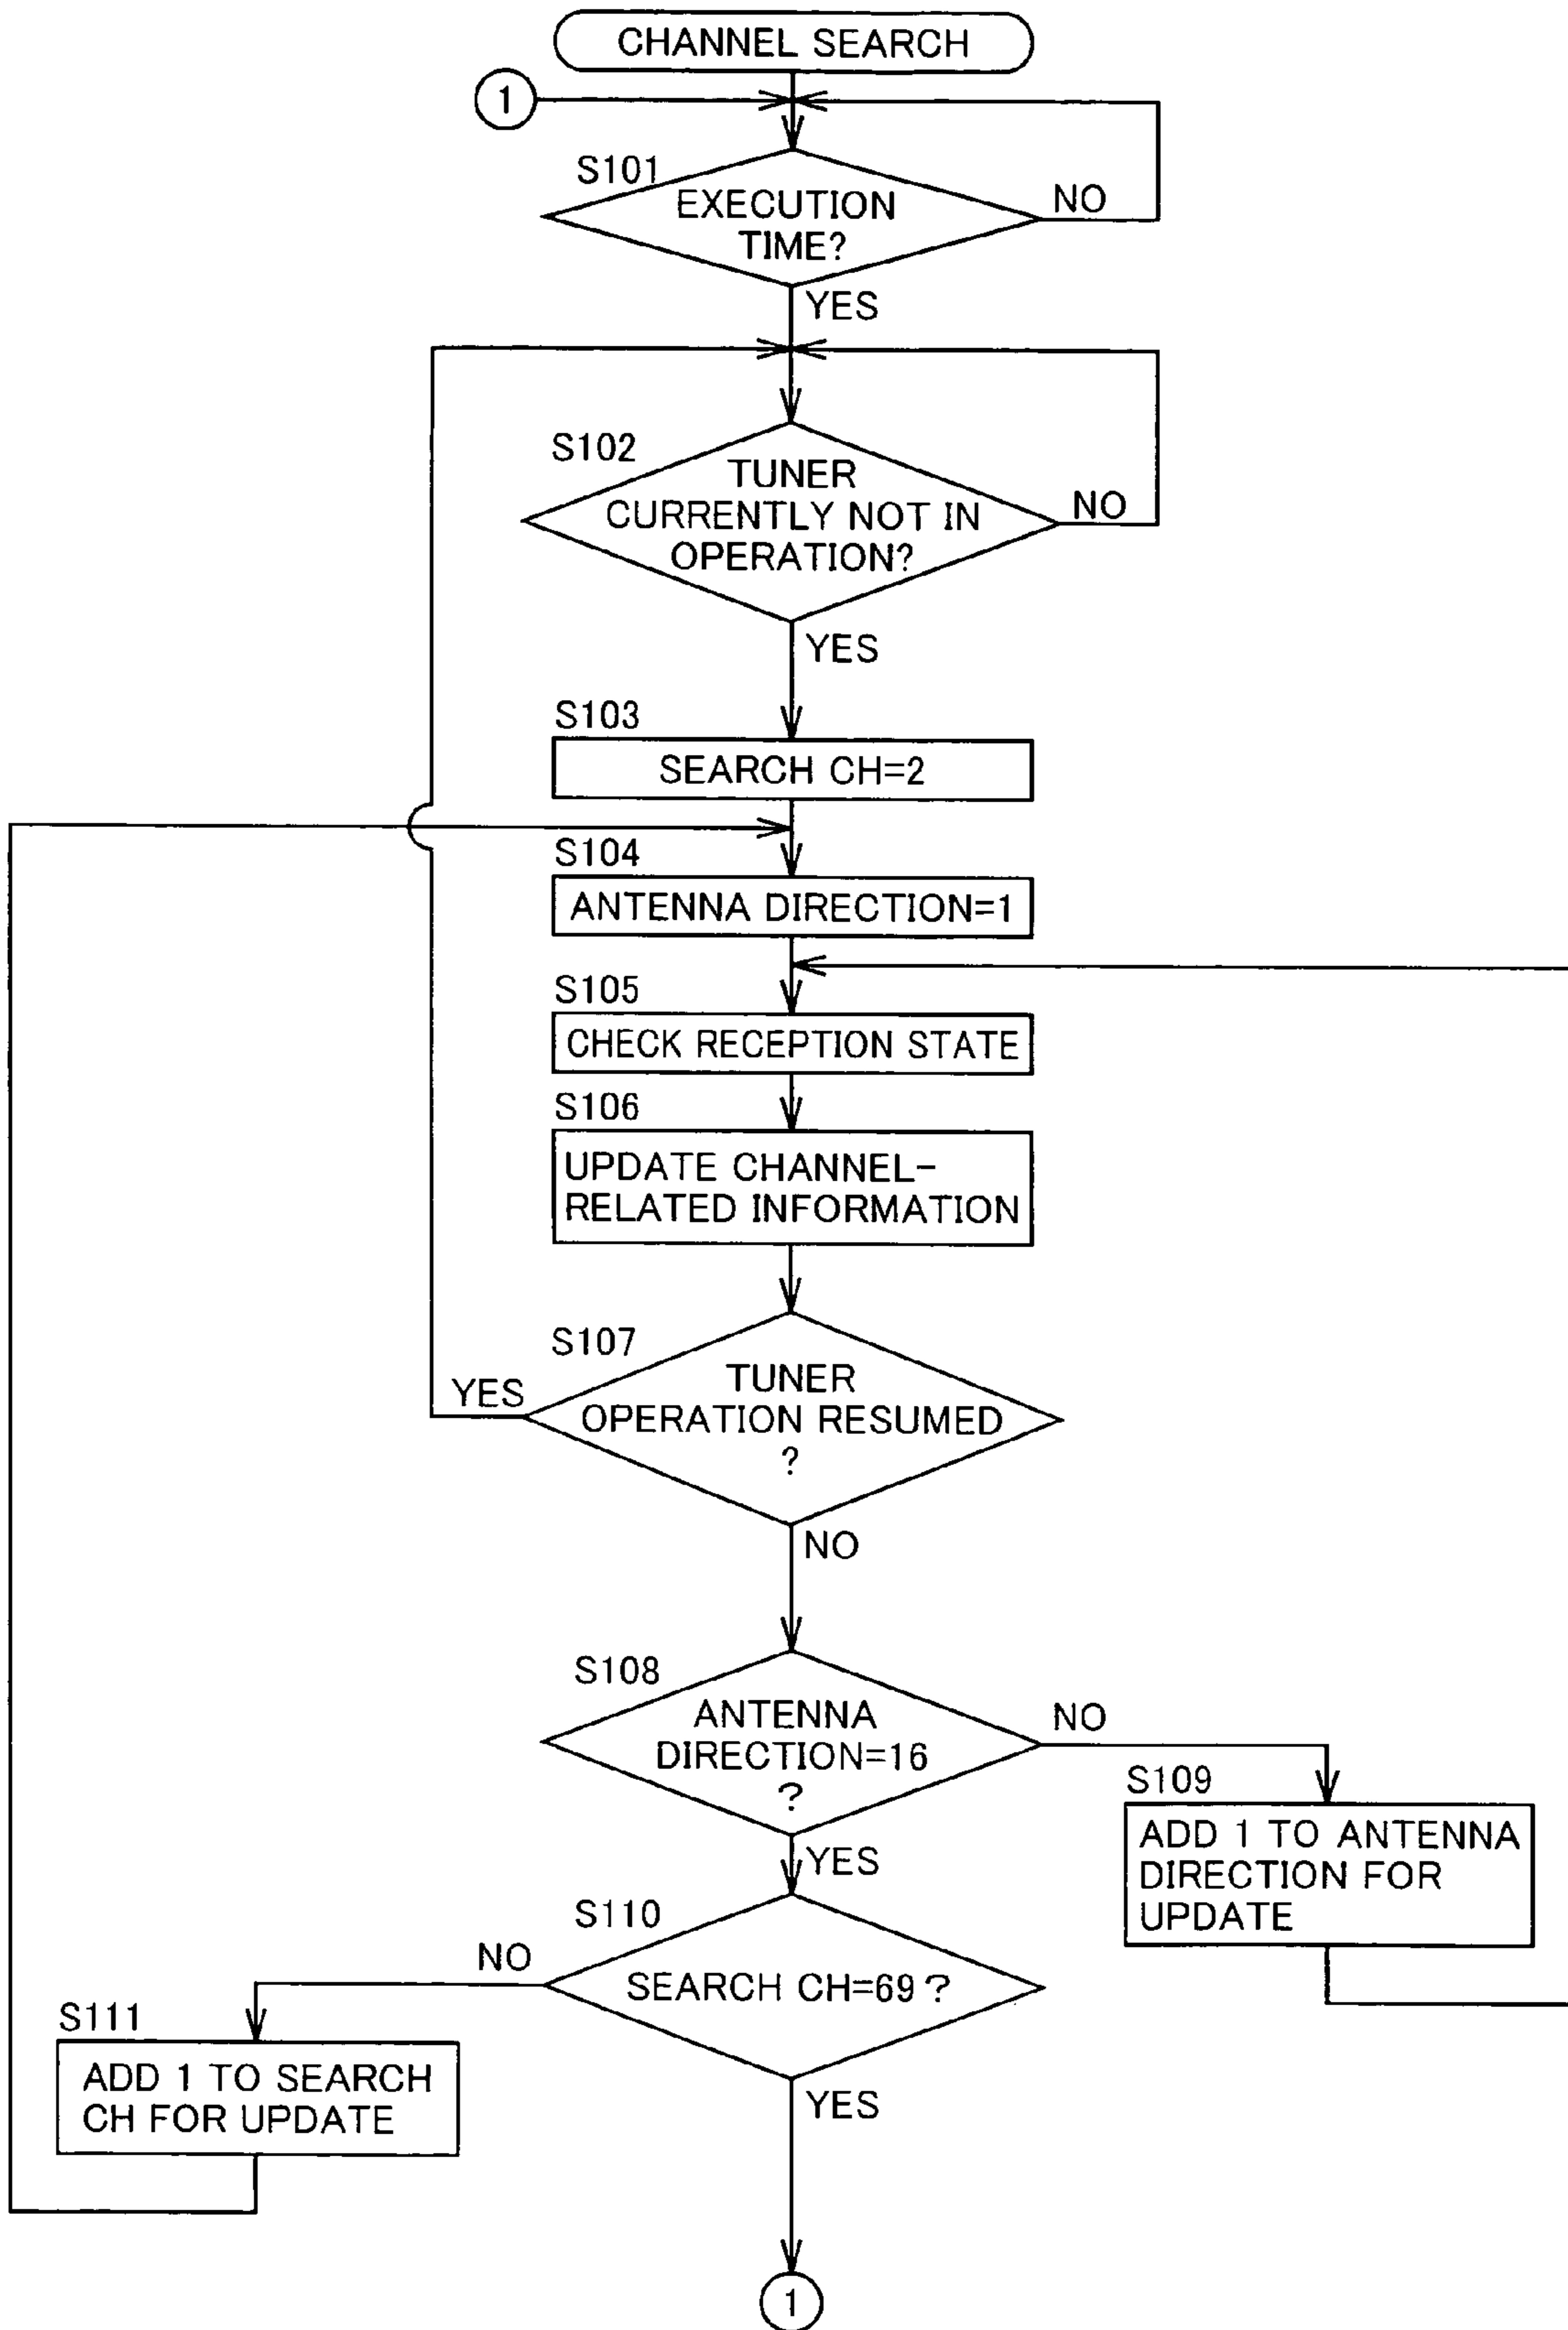 CHANNEL SEARCH
1
S101
EXECUTION
TIME?
NO
YES
S102
TUNER
CURRENTLY NOT IN
OPERATION?
NO
YES
S103
SEARCH CH=2
S104
ANTENNA DIRECTION=1
S105
CHECK RECEPTION STATE
S106
UPDATE CHANNEL-
RELATED INFORMATION
S107
TUNER
OPERATION RESUMED
?
YES
NO
S108
ANTENNA
DIRECTION=16
?
NO
YES
S109
ADD 1 TO ANTENNA
DIRECTION FOR
UPDATE
S110
SEARCH CH=69?
NO
YES
S111
ADD 1 TO SEARCH
CH FOR UPDATE
1